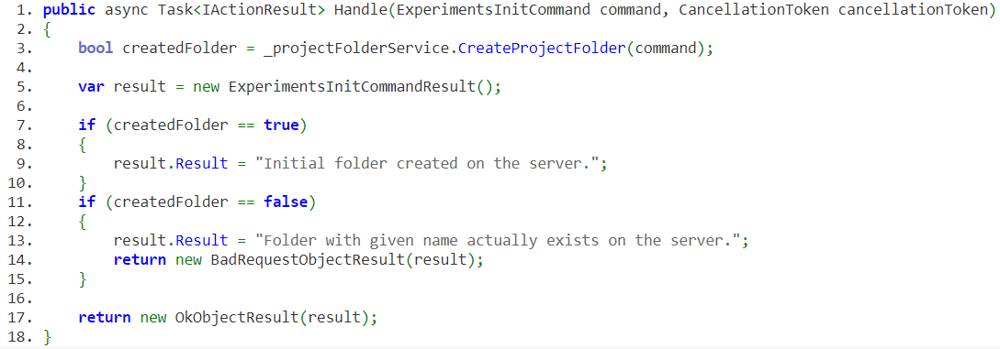 1. public async Task<IActionResult> Handle(ExperimentsInitCommand command, CancellationToken cancellationToken)
2. {
3.     bool createdFolder = _projectFolderService.CreateProjectFolder(command);
4.
5.     var result = new ExperimentsInitCommandResult();
6.
7.     if (createdFolder == true)
8.     {
9.         result.Result = "Initial folder created on the server.";
10.     }
11.     if (createdFolder == false)
12.     {
13.         result.Result = "Folder with given name actually exists on the server.";
14.         return new BadRequestObjectResult(result);
15.     }
16.
17.     return new OkObjectResult(result);
18. }